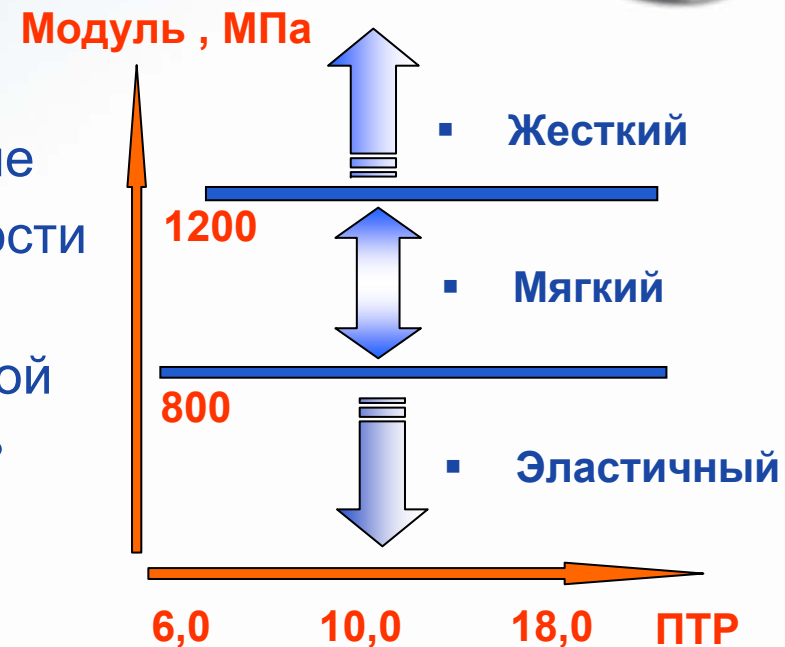 Модуль , МПа
▪ Жесткий
1200
▪ Мягкий
800
▪ Эластичный
6,0 10,0 18,0 ПТР